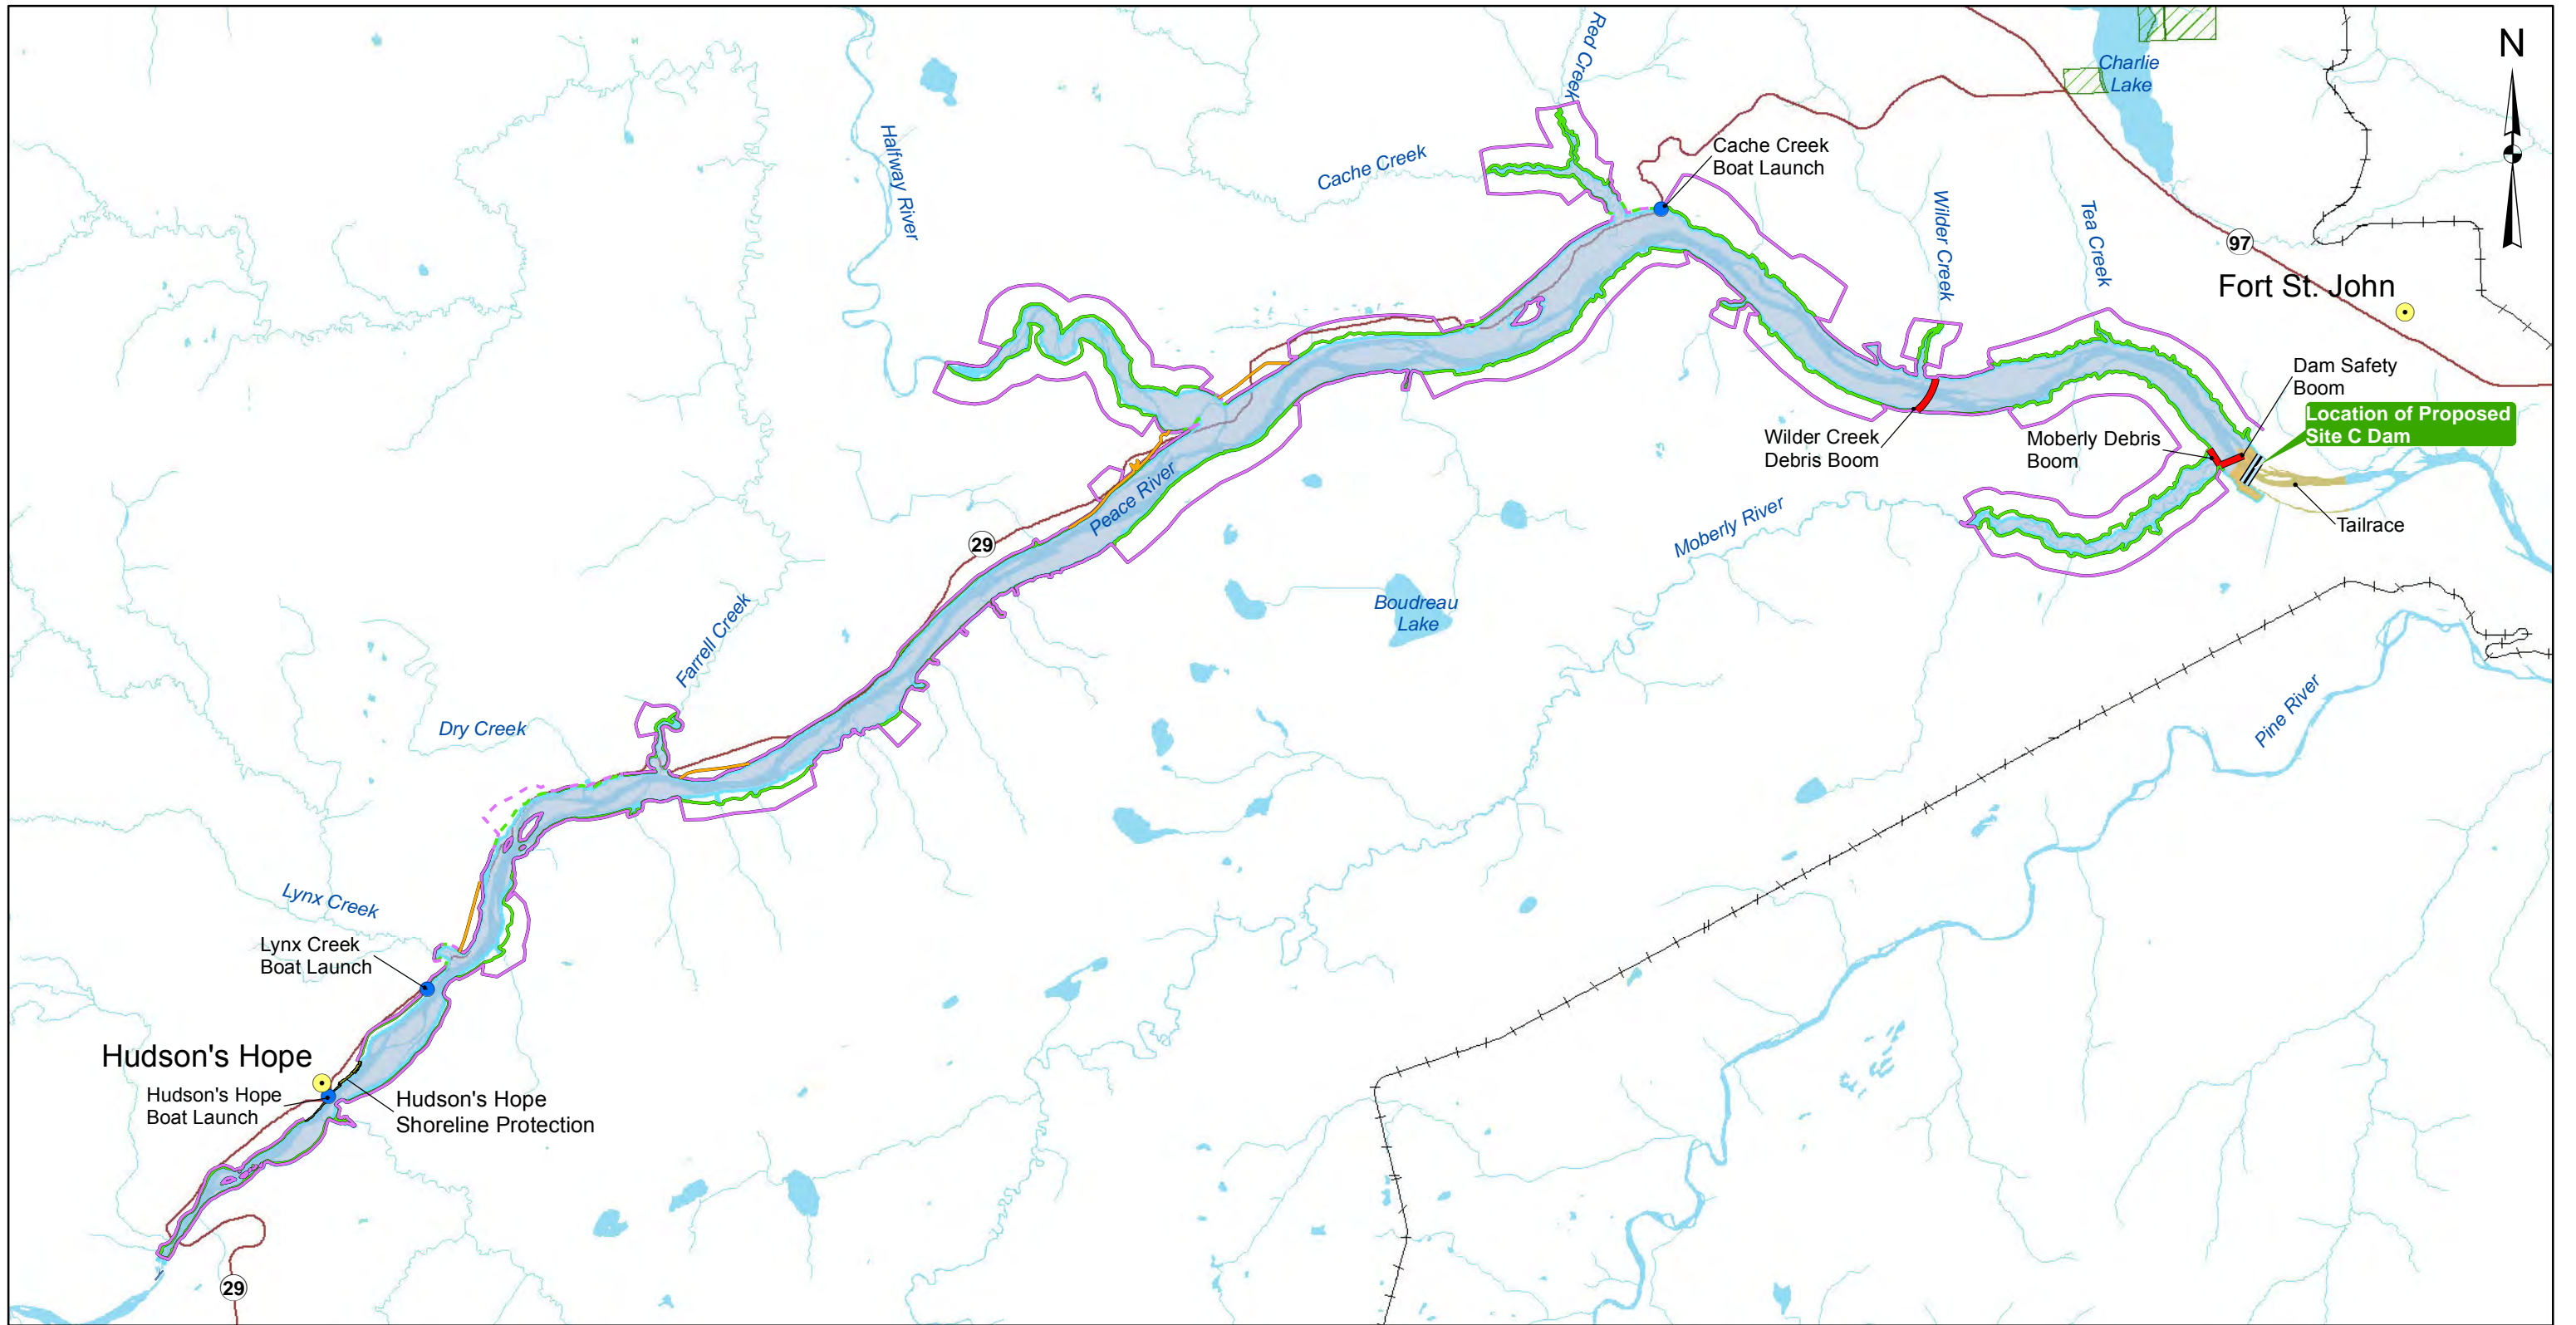 Red Creek
N
Charlie
Lake
Halfway River
Cache Creek
Cache Creek
Boat Launch
Wilder Creek
Tea Creek
97
Fort St. John
Dam Safety
Boom
Location of Proposed
Site C Dam
Wilder Creek
Debris Boom
Moberly Debris
Boom
Peace River
Moberly River
Tailrace
29
Boudreau
Lake
Farrell Creek
Dry Creek
Pine River
Lynx Creek
Lynx Creek
Boat Launch
Hudson's Hope
Hudson's Hope
Boat Launch
Hudson's Hope
Shoreline Protection
29